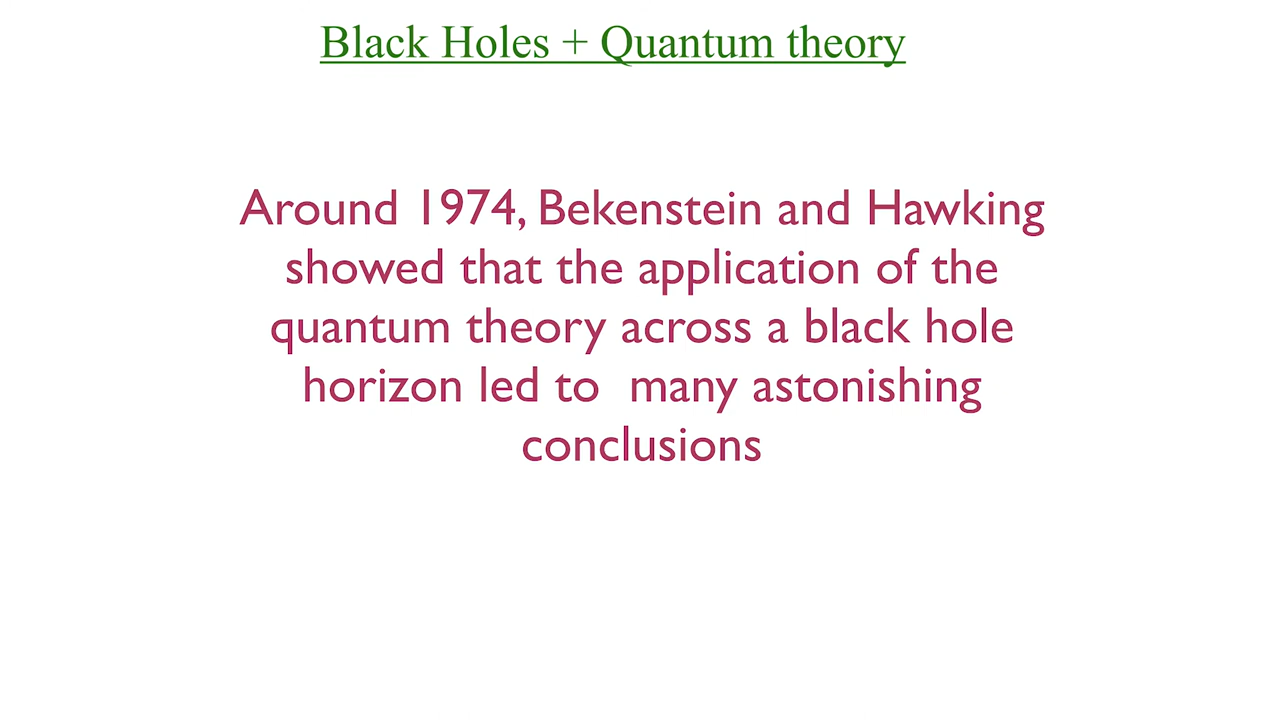 Black Holes + Quantum theory
Around 1974, Bekenstein and Hawking
showed that the application of the
quantum theory across a black hole
horizon led to  many astonishing
conclusions